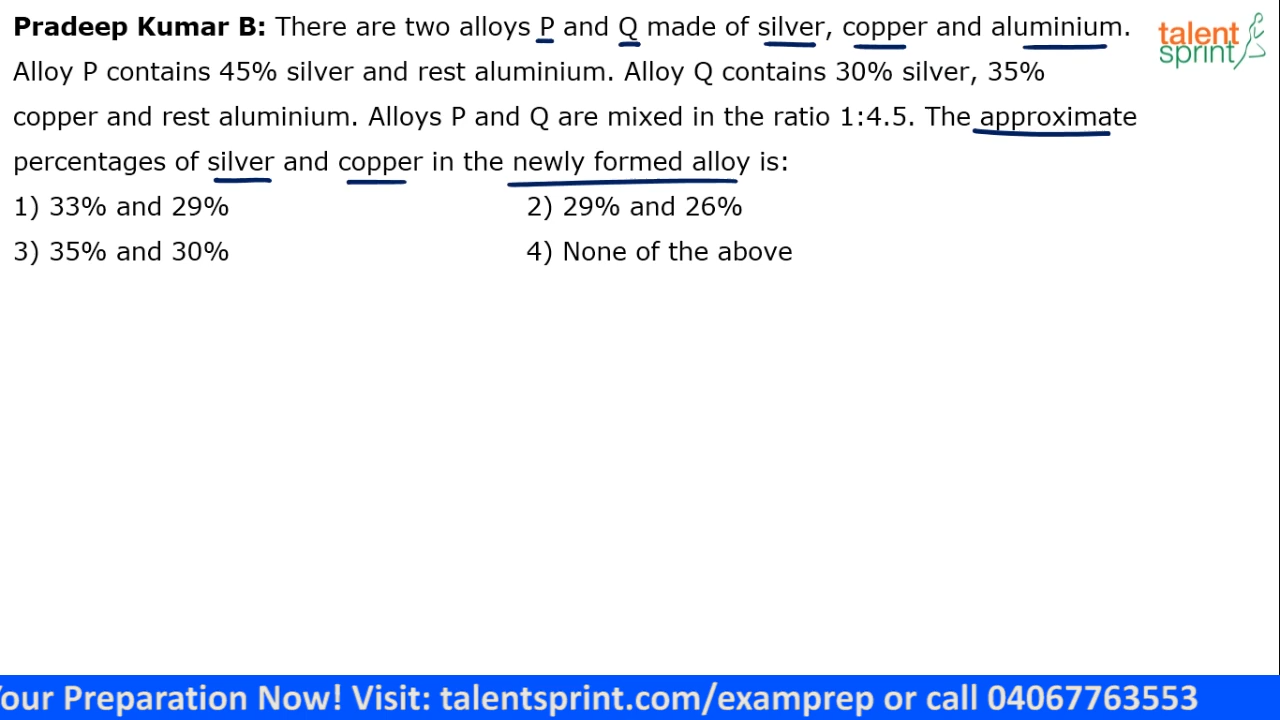 Pradeep Kumar B: There are two alloys P and Q made of silver, copper and aluminium.
talent
sprint
Alloy P contains 45% silver and rest aluminium. Alloy Q contains 30% silver, 35%
copper and rest aluminium. Alloys P and Q are mixed in the ratio 1:4.5. The approximate
percentages of silver and copper in the newly formed alloy is:
1) 33% and 29%
2) 29% and 26%
3) 35% and 30%
4) None of the above
our Preparation Now! Visit: talentsprint.com/examprep or call 04067763553